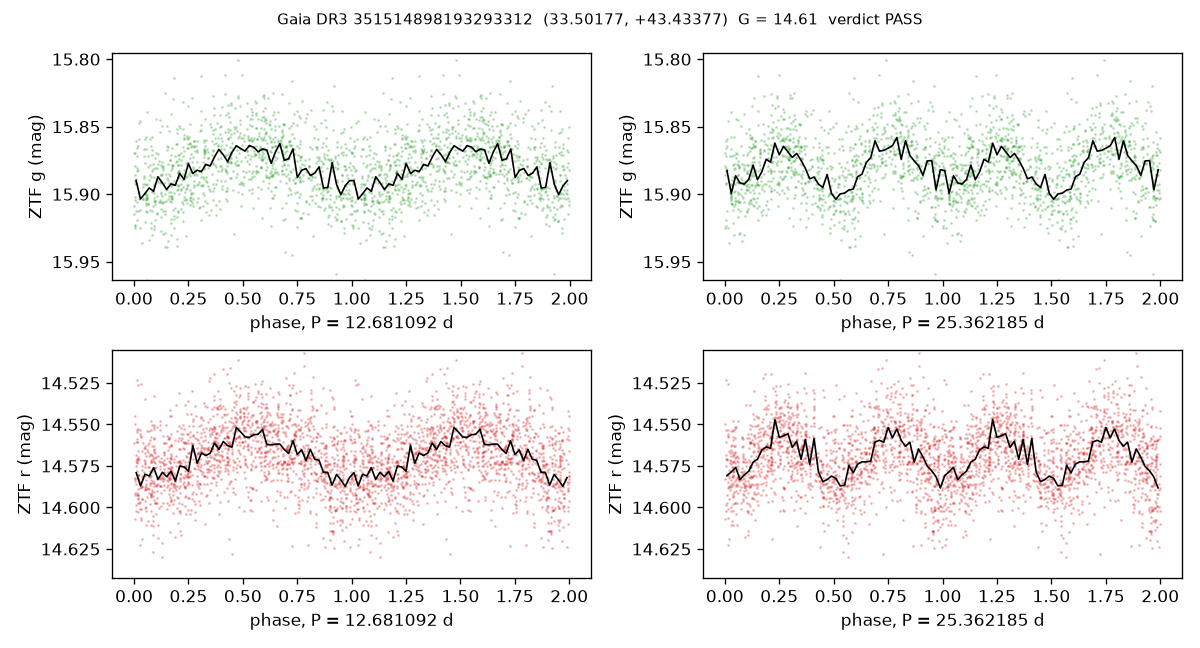 Gaia DR3 351514898193293312 (33.50177, +43.43377) G = 14.61 verdict PASS
15.80
15.85
15.90
15.95
ZTF g (mag)
0.00 0.25 0.50 0.75 1.00 1.25 1.50 1.75 2.00
phase, P = 12.681092 d
15.80
15.85
15.90
15.95
ZTF g (mag)
0.00 0.25 0.50 0.75 1.00 1.25 1.50 1.75 2.00
phase, P = 25.362185 d
14.525
14.550
14.575
14.600
14.625
ZTF r (mag)
0.00 0.25 0.50 0.75 1.00 1.25 1.50 1.75 2.00
phase, P = 12.681092 d
14.525
14.550
14.575
14.600
14.625
ZTF r (mag)
0.00 0.25 0.50 0.75 1.00 1.25 1.50 1.75 2.00
phase, P = 25.362185 d